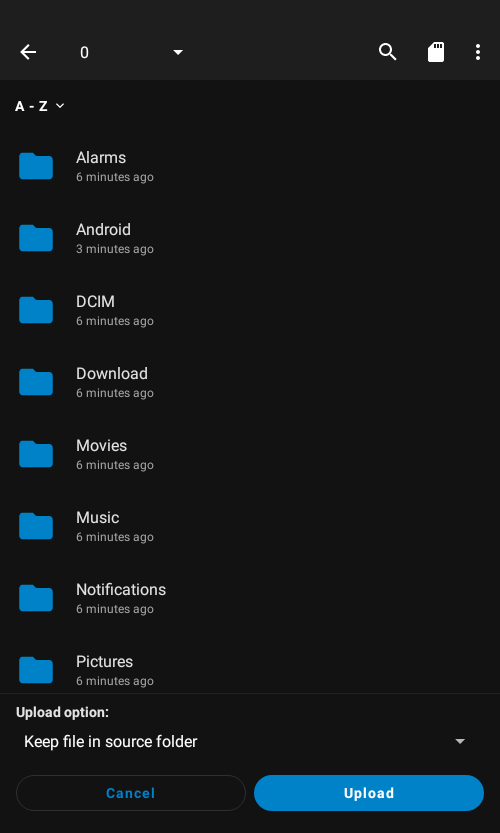 0
A - Z
Alarms
6 minutes ago
Android
3 minutes ago
DCIM
6 minutes ago
Download
6 minutes ago
Movies
6 minutes ago
Music
6 minutes ago
Notifications
6 minutes ago
Pictures
6 minutes ago
Upload option:
Keep file in source folder
Cancel
Upload